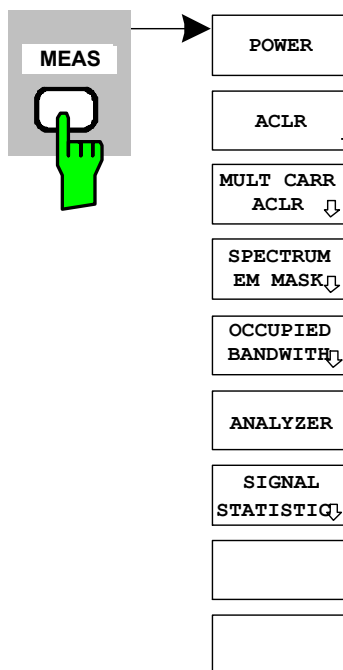 MEAS
POWER
ACLR
MULT CARR
ACLR
SPECTRUM
EM MASK
OCCUPIED
BANDWITH
ANALYZER
SIGNAL
STATISTIC